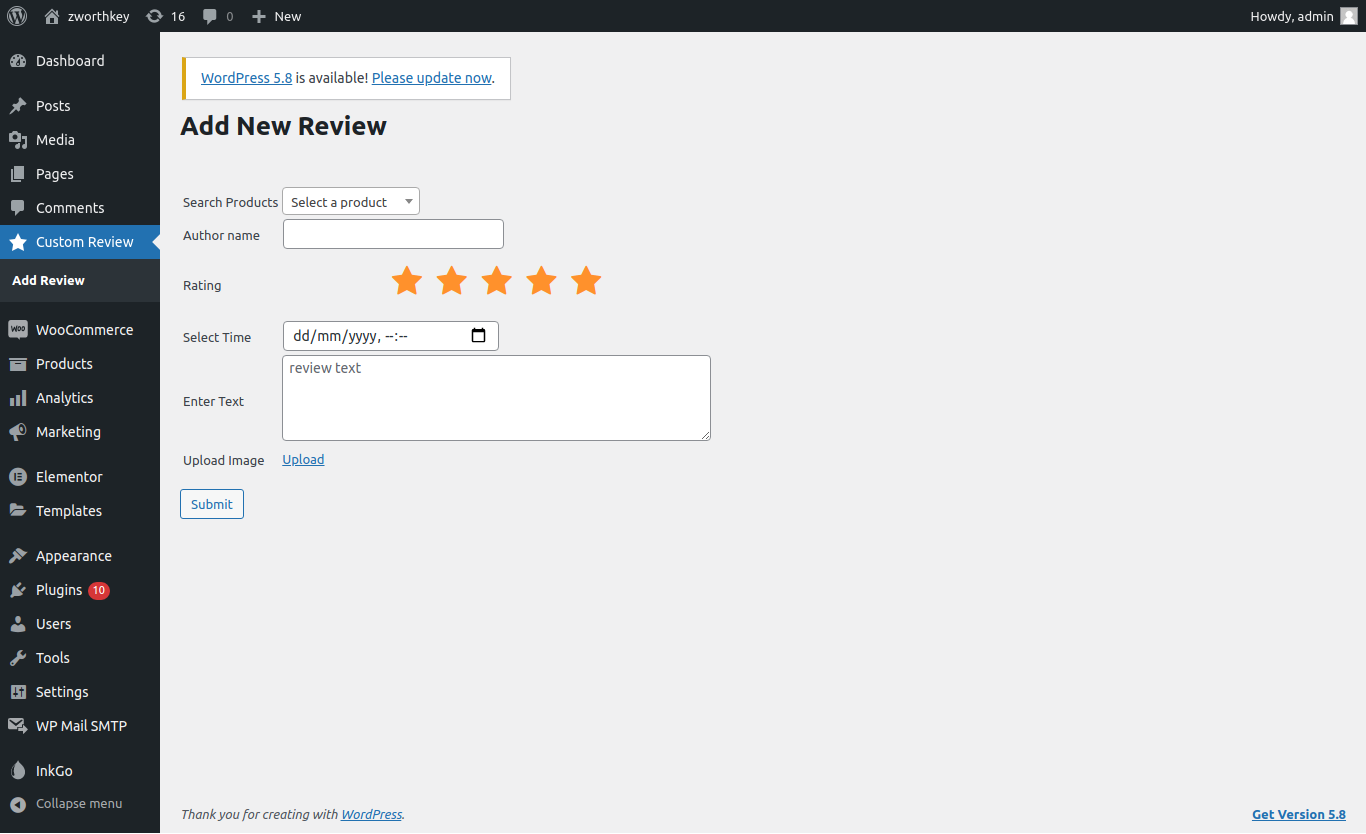 zworthkey 16 0 New Howdy, admin
Dashboard
Posts
Media
Pages
Comments
Custom Review
Add Review
WooCommerce
Products
Analytics
Marketing
Elementor
Templates
Appearance
Plugins 10
Users
Tools
Settings
WP Mail SMTP
InkGo
Collapse menu
WordPress 5.8 is available! Please update now.
Add New Review
Search Products Select a product
Author name
Rating
Select Time dd/mm/yyyy, --:--
Enter Text review text
Upload Image Upload
Submit
Thank you for creating with WordPress. Get Version 5.8